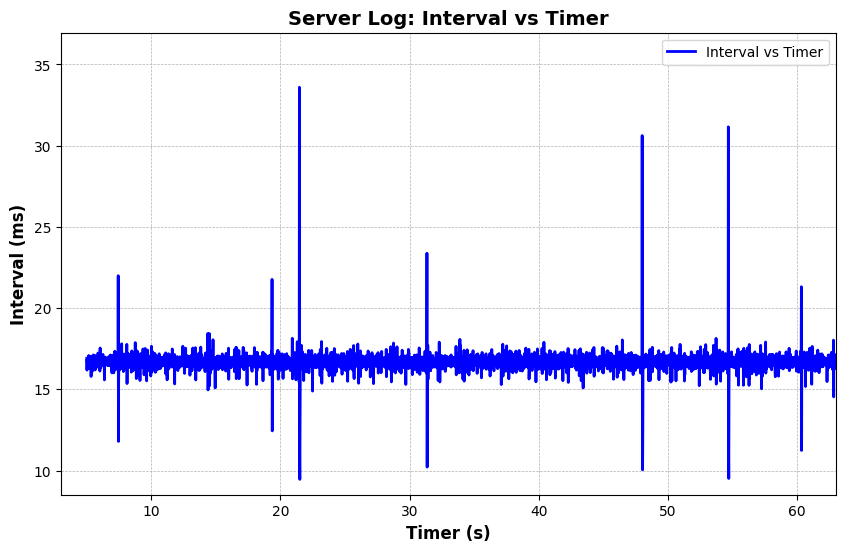 Server Log: Interval vs Timer
Interval vs Timer
35
30
25
20
15
10
Interval (ms)
10 20 30 40 50 60
Timer (s)